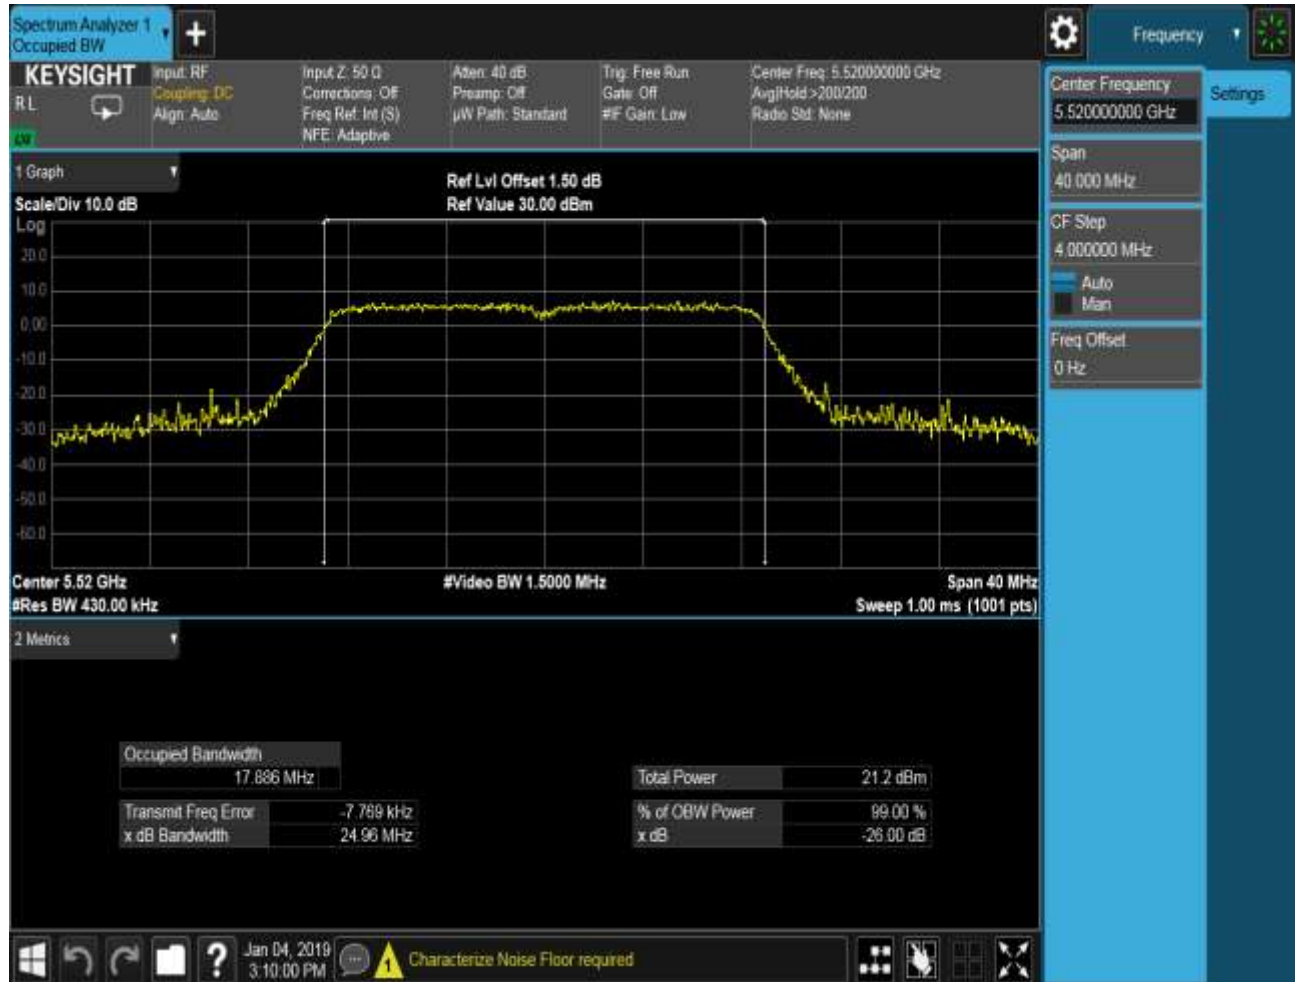 Spectrum Analyzer 1
Occupied BW
Frequency
KEYSIGHT
RL
Input: RF
Coupling: DC
Align: Auto
Input Z: 50 Ω
Corrections: Off
Freq Ref: Int (S)
NFE: Adaptive
Atten: 40 dB
Preamp: Off
µW Path: Standard
Trig: Free Run
Gate: Off
#IF Gain: Low
Center Freq: 5.520000000 GHz
Avg|Hold:>200/200
Radio Std: None
Center Frequency
5.520000000 GHz
Settings
Span
40.000 MHz
CF Step
4.000000 MHz
Auto
Man
Freq Offset
0 Hz
1 Graph
Scale/Div 10.0 dB
Ref Lvl Offset 1.50 dB
Ref Value 30.00 dBm
Log
20.0
10.0
0.00
-10.0
-20.0
-30.0
-40.0
-50.0
-60.0
Center 5.52 GHz
#Video BW 1.5000 MHz
Span 40 MHz
#Res BW 430.00 kHz
Sweep 1.00 ms (1001 pts)
2 Metrics
Occupied Bandwidth
17.886 MHz
Total Power 21.2 dBm
Transmit Freq Error -7.769 kHz
% of OBW Power 99.00 %
x dB Bandwidth 24.96 MHz
x dB -26.00 dB
Jan 04, 2019
3:10:00 PM
1
Characterize Noise Floor required